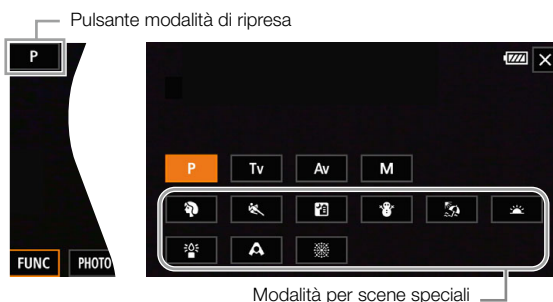 Pulsante modalità di ripresa
P
P Tv Av M
FUNC PHOTO
Modalità per scene speciali